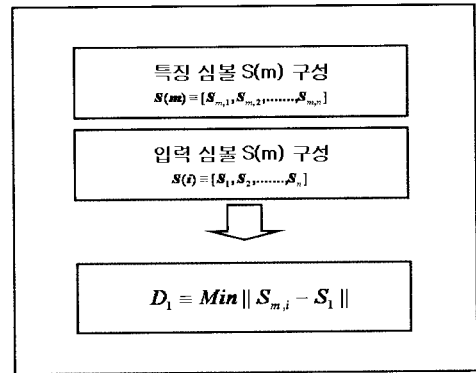 특징 심볼 S(m) 구성
S(m) ≡ [S_{m,1}, S_{m,2}, ......., S_{m,n}]
입력 심볼 S(m) 구성
S(i) ≡ [S_1, S_2, ......., S_n]
D_1 ≡ Min || S_{m,i} − S_1 ||